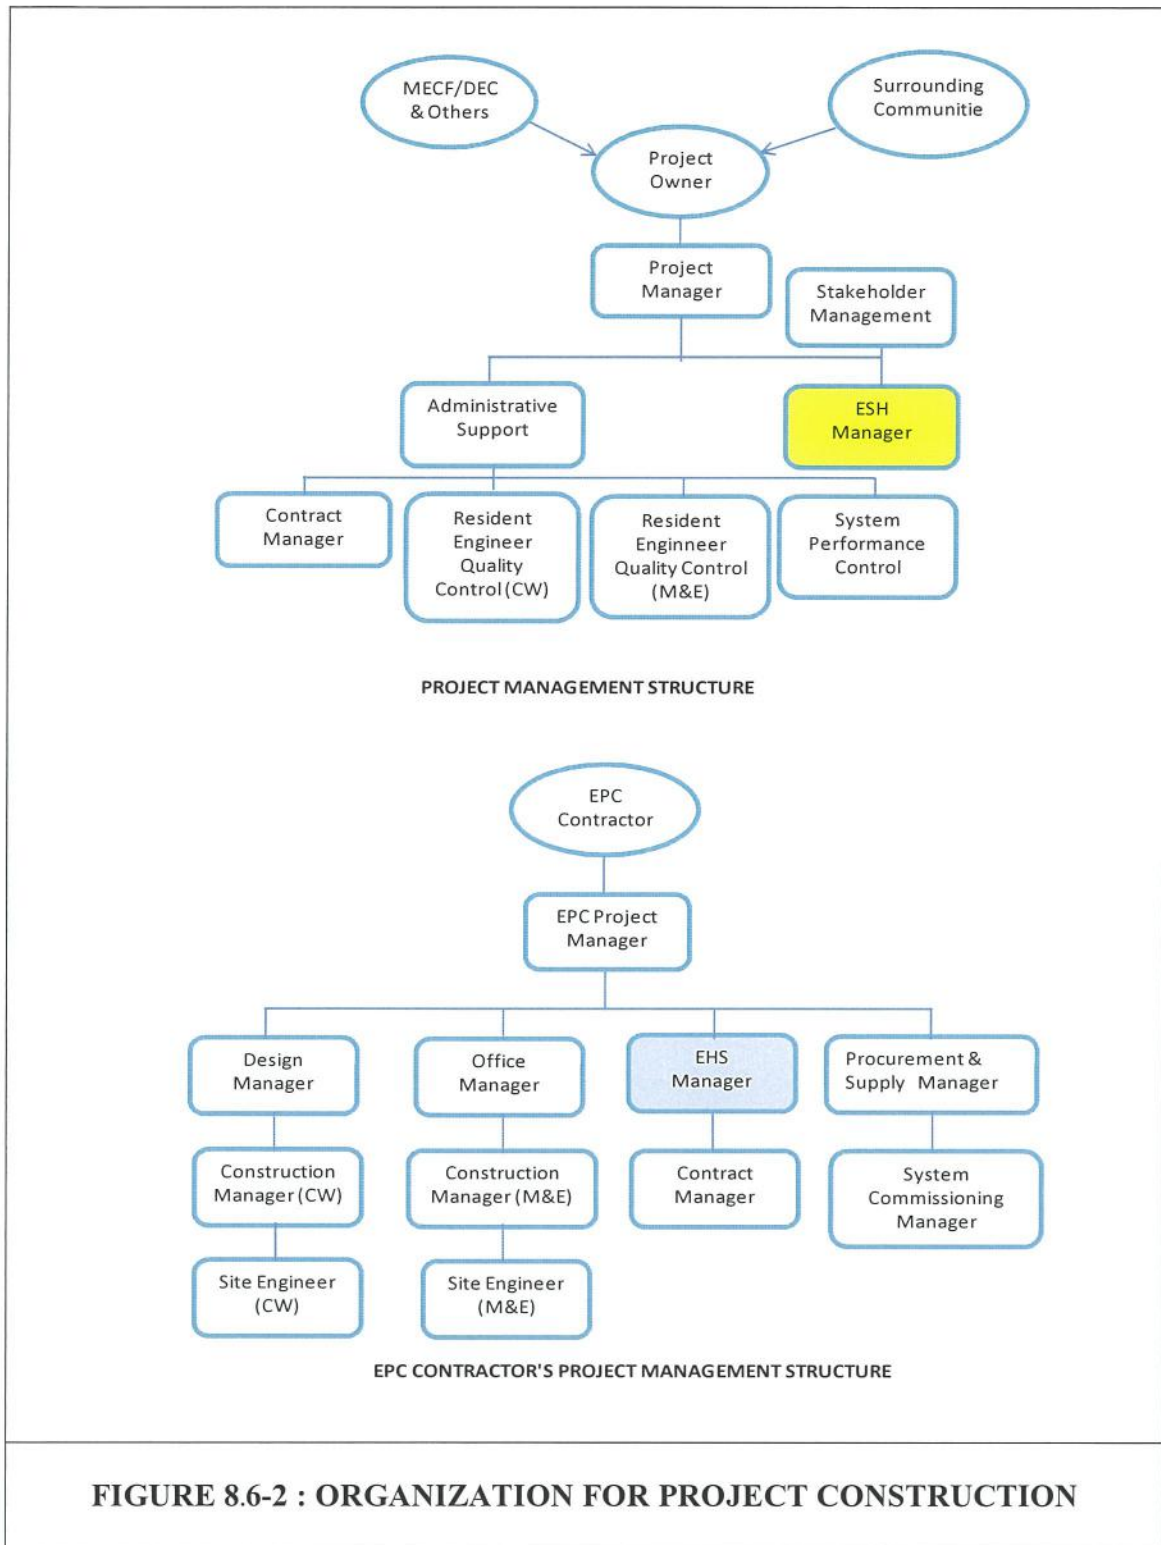 MECF/DEC
& Others
Surrounding
Communitie
Project
Owner
Project
Manager
Stakeholder
Management
Administrative
Support
ESH
Manager
Contract
Manager
Resident
Engineer
Quality
Control (CW)
Resident
Enginneer
Quality Control
(M&E)
System
Performance
Control
PROJECT MANAGEMENT STRUCTURE
EPC
Contractor
EPC Project
Manager
Design
Manager
Office
Manager
EHS
Manager
Procurement &
Supply Manager
Construction
Manager (CW)
Construction
Manager (M&E)
Contract
Manager
System
Commissioning
Manager
Site Engineer
(CW)
Site Engineer
(M&E)
EPC CONTRACTOR'S PROJECT MANAGEMENT STRUCTURE
FIGURE 8.6-2 : ORGANIZATION FOR PROJECT CONSTRUCTION